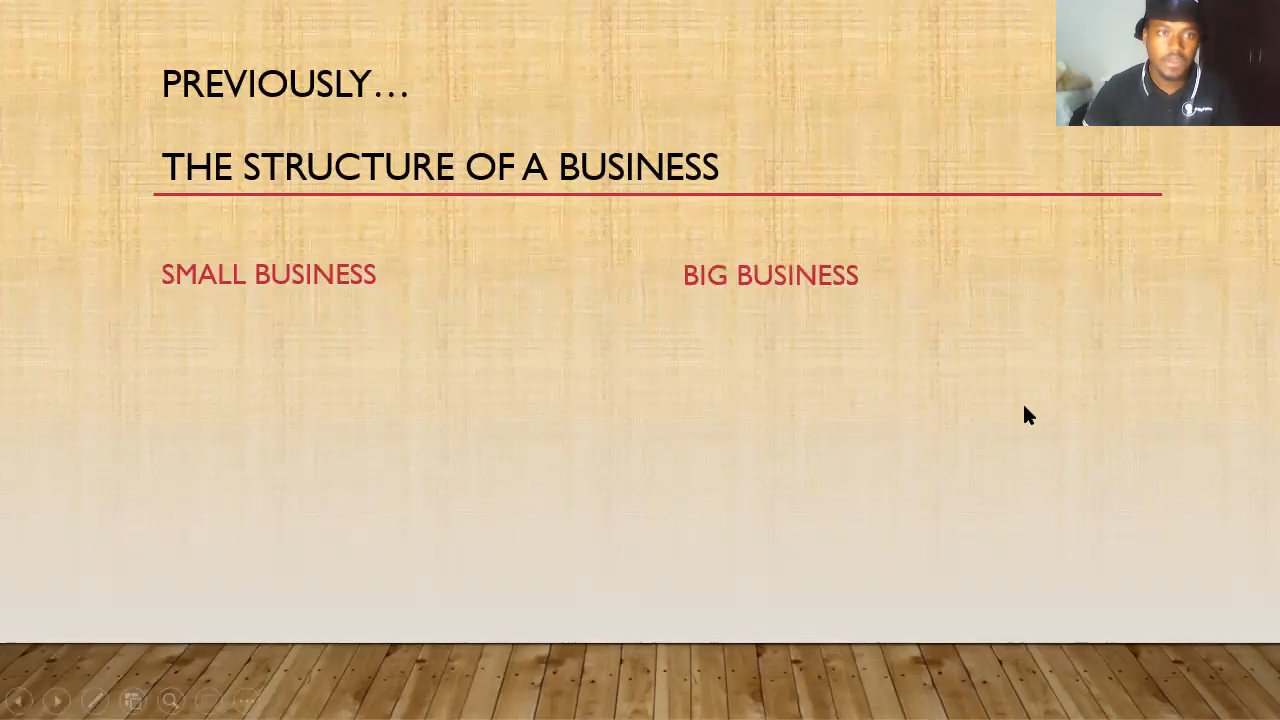 PREVIOUSLY…
THE STRUCTURE OF A BUSINESS
SMALL BUSINESS
BIG BUSINESS